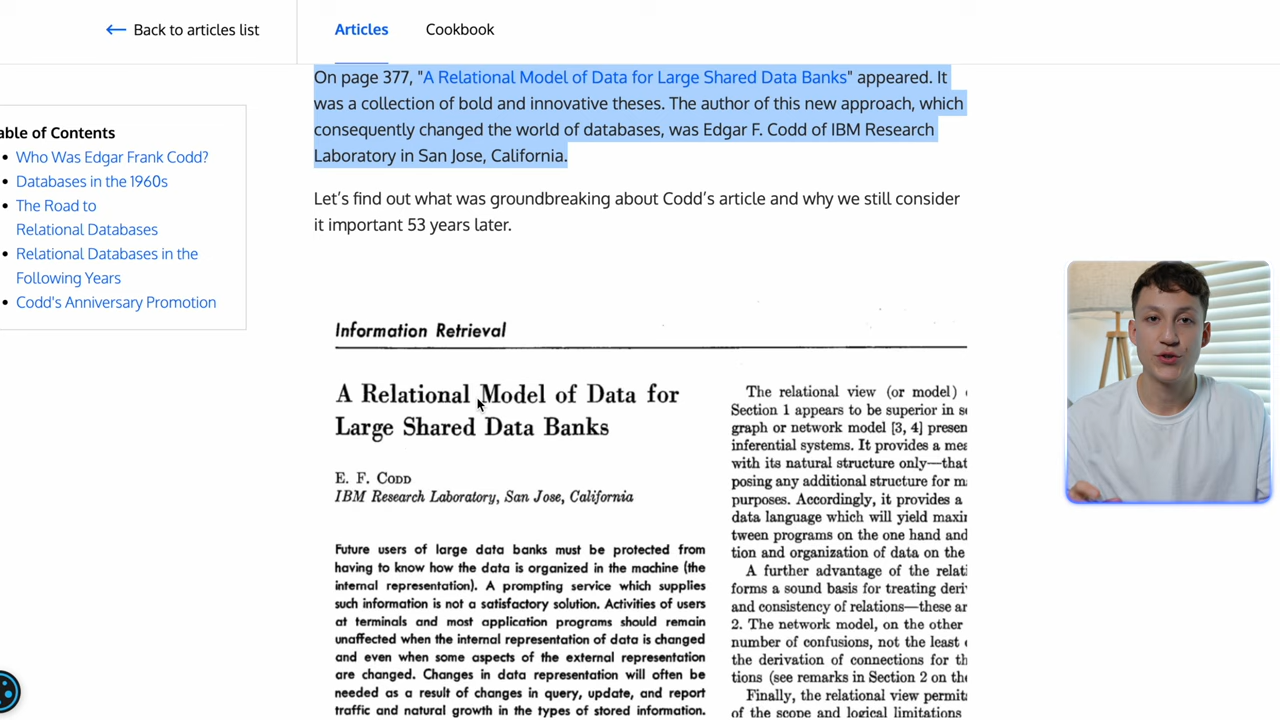 Back to articles list
Articles
Cookbook
able of Contents
Who Was Edgar Frank Codd?
Databases in the 1960s
The Road to
Relational Databases
Relational Databases in the
Following Years
Codd's Anniversary Promotion
On page 377, "A Relational Model of Data for Large Shared Data Banks" appeared. It
was a collection of bold and innovative theses. The author of this new approach, which
consequently changed the world of databases, was Edgar F. Codd of IBM Research
Laboratory in San Jose, California.
Let’s find out what was groundbreaking about Codd’s article and why we still consider
it important 53 years later.
Information Retrieval
A Relational Model of Data for
Large Shared Data Banks
E. F. Codd
IBM Research Laboratory, San Jose, California
Future users of large data banks must be protected from
having to know how the data is organized in the machine (the
internal representation). A prompting service which supplies
such information is not a satisfactory solution. Activities of users
at terminals and most application programs should remain
unaffected when the internal representation of data is changed
and even when some aspects of the external representation
are changed. Changes in data representation will often be
needed as a result of changes in query, update, and report
traffic and natural growth in the types of stored information.
The relational view (or model)
Section 1 appears to be superior in
graph or network model [3, 4]
inferential systems. It provides a
with its natural structure only—that
posing any additional structure for
purposes. Accordingly, it provides a
data language which will yield
tween programs on the one hand and
tion and organization of data on the
A further advantage of the
forms a sound basis for treating
and consistency of relations—these
2. The network model, on the other
number of confusions, not the least
the derivation of connections for
tions (see remarks in Section 2 on
Finally, the relational view
of the scope and logical limitations